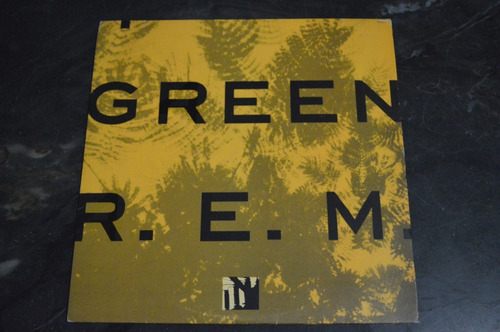 GREEN
R. E. M.